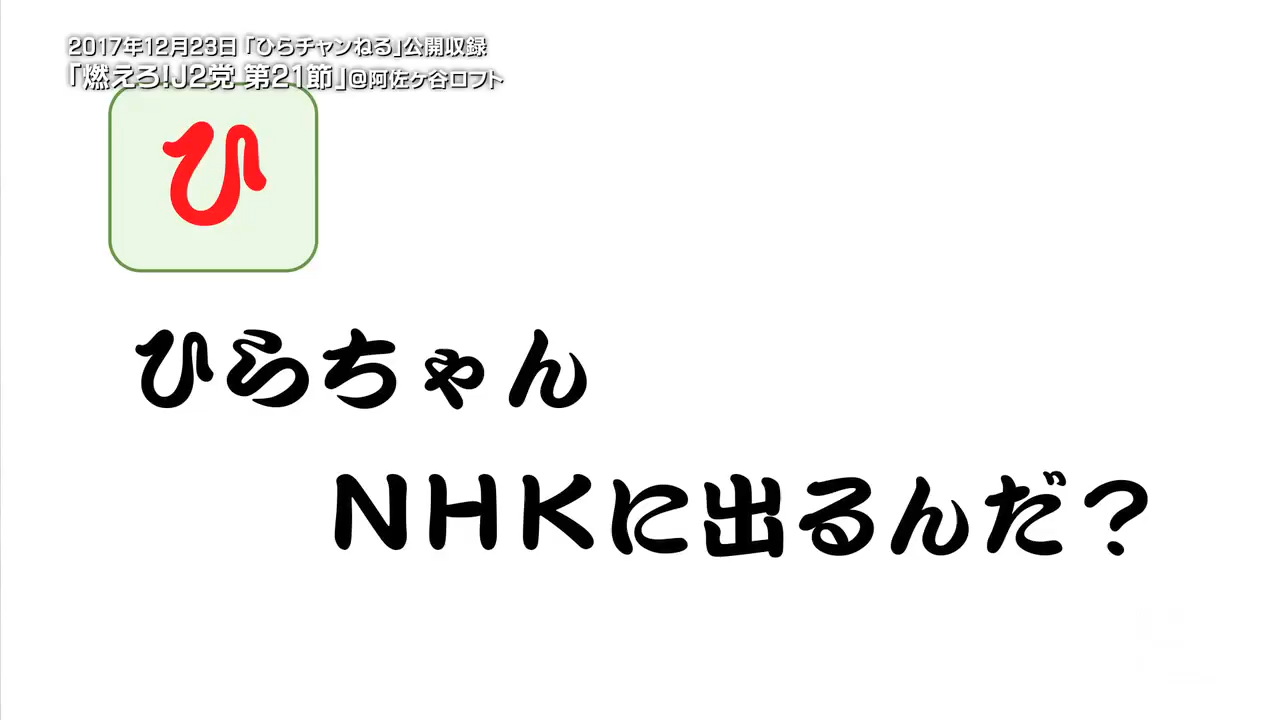 2017年12月23日 「ひらチャンねる」公開収録
「燃えろ!J2党 第21節」@阿佐ヶ谷ロフト
ひ
ひらちゃん
NHKに出るんだ？